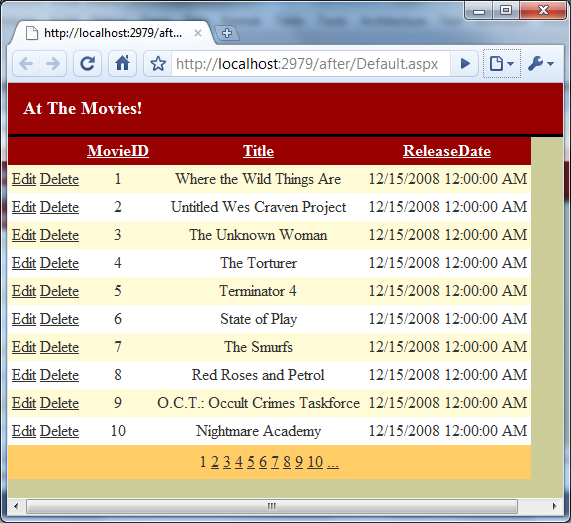 http://localhost:2979/aft...
http://localhost:2979/after/Default.aspx
At The Movies!
MovieID Title ReleaseDate
Edit Delete 1 Where the Wild Things Are 12/15/2008 12:00:00 AM
Edit Delete 2 Untitled Wes Craven Project 12/15/2008 12:00:00 AM
Edit Delete 3 The Unknown Woman 12/15/2008 12:00:00 AM
Edit Delete 4 The Torturer 12/15/2008 12:00:00 AM
Edit Delete 5 Terminator 4 12/15/2008 12:00:00 AM
Edit Delete 6 State of Play 12/15/2008 12:00:00 AM
Edit Delete 7 The Smurfs 12/15/2008 12:00:00 AM
Edit Delete 8 Red Roses and Petrol 12/15/2008 12:00:00 AM
Edit Delete 9 O.C.T.: Occult Crimes Taskforce 12/15/2008 12:00:00 AM
Edit Delete 10 Nightmare Academy 12/15/2008 12:00:00 AM
1 2 3 4 5 6 7 8 9 10 ...